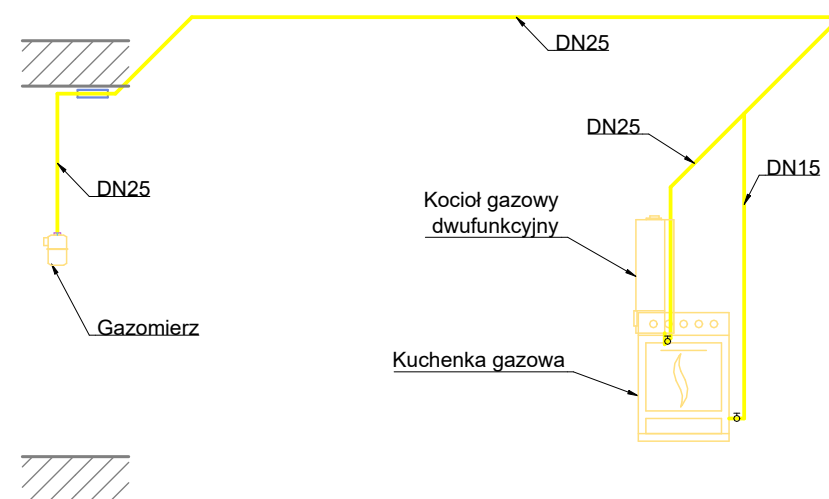 DN25
DN25
DN15
DN25
Kocioł gazowy
dwufunkcyjny
Gazomierz
Kuchenka gazowa